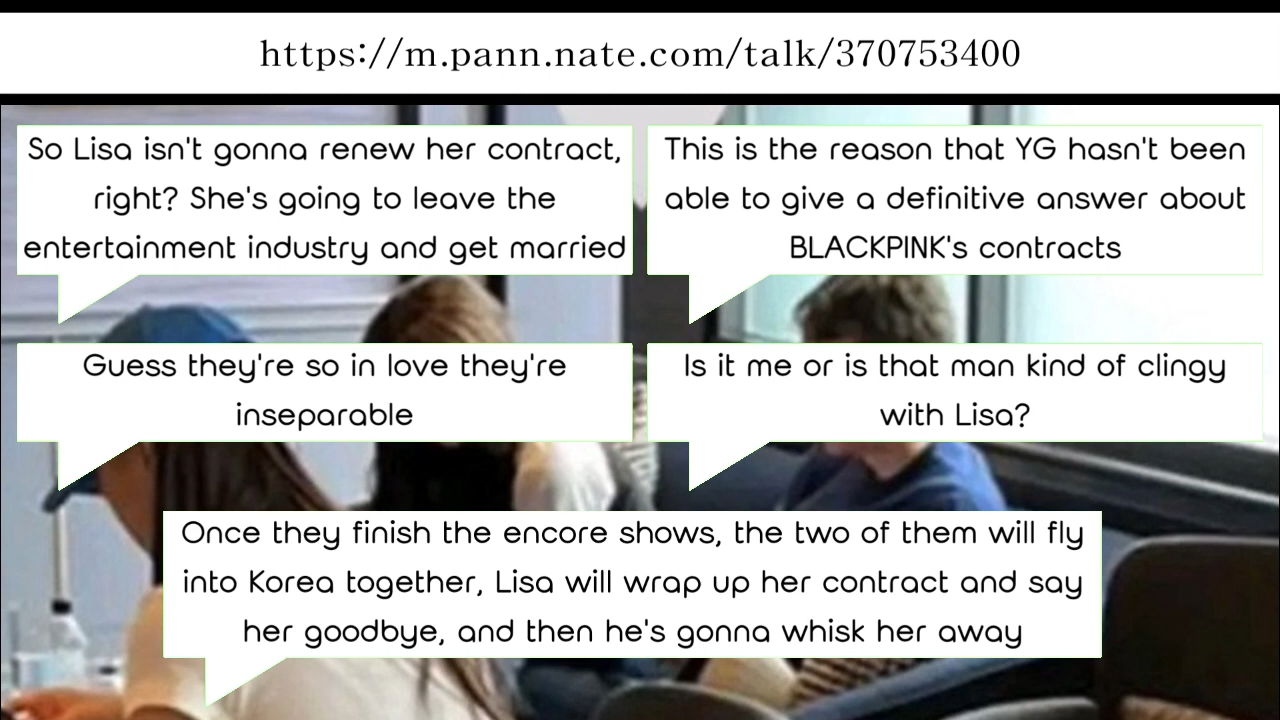 https://m.pann.nate.com/talk/370753400
So Lisa isn't gonna renew her contract,
right? She's going to leave the
entertainment industry and get married
This is the reason that YG hasn't been
able to give a definitive answer about
BLACKPINK's contracts
Guess they're so in love they're
inseparable
Is it me or is that man kind of clingy
with Lisa?
Once they finish the encore shows, the two of them will fly
into Korea together, Lisa will wrap up her contract and say
her goodbye, and then he's gonna whisk her away